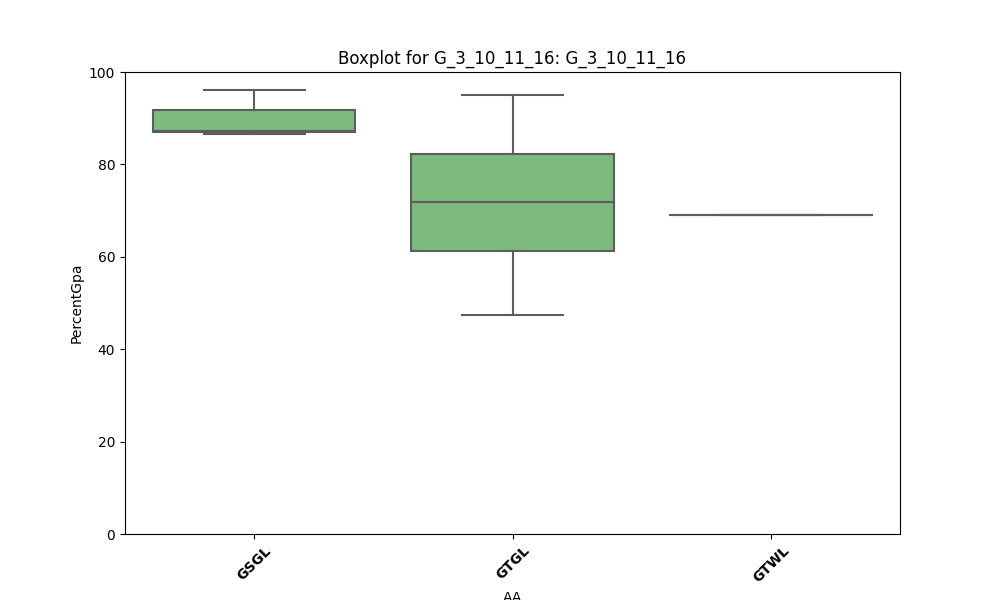 Boxplot for G_3_10_11_16: G_3_10_11_16
100
80
60
40
20
0
PercentGpa
GSGL
GTGL
GTWL
AA